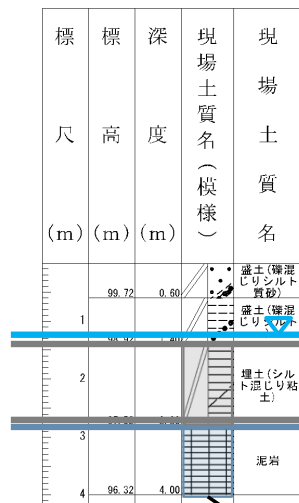 標尺(m)
標高(m)
深度(m)
現場土質名(模様)
現場土質名
99.72
0.60
盛土(礫混
じりシルト
質砂)
1
盛土(礫混
じりシルト
2
埋土(シル
ト混じり粘
土)
3
泥岩
4
96.32
4.00